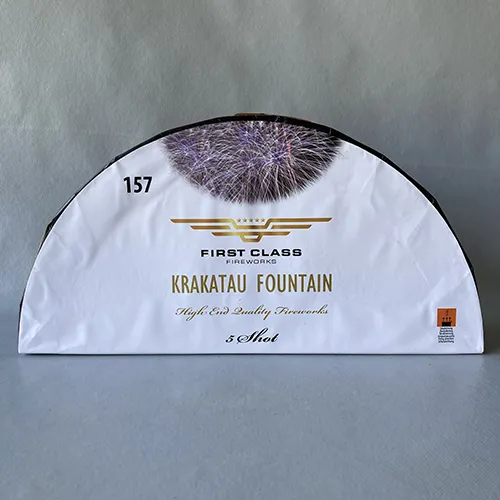 157
FIRST CLASS
FIREWORKS
KRAKATAU FOUNTAIN
High End Quality Fireworks
5 Shot